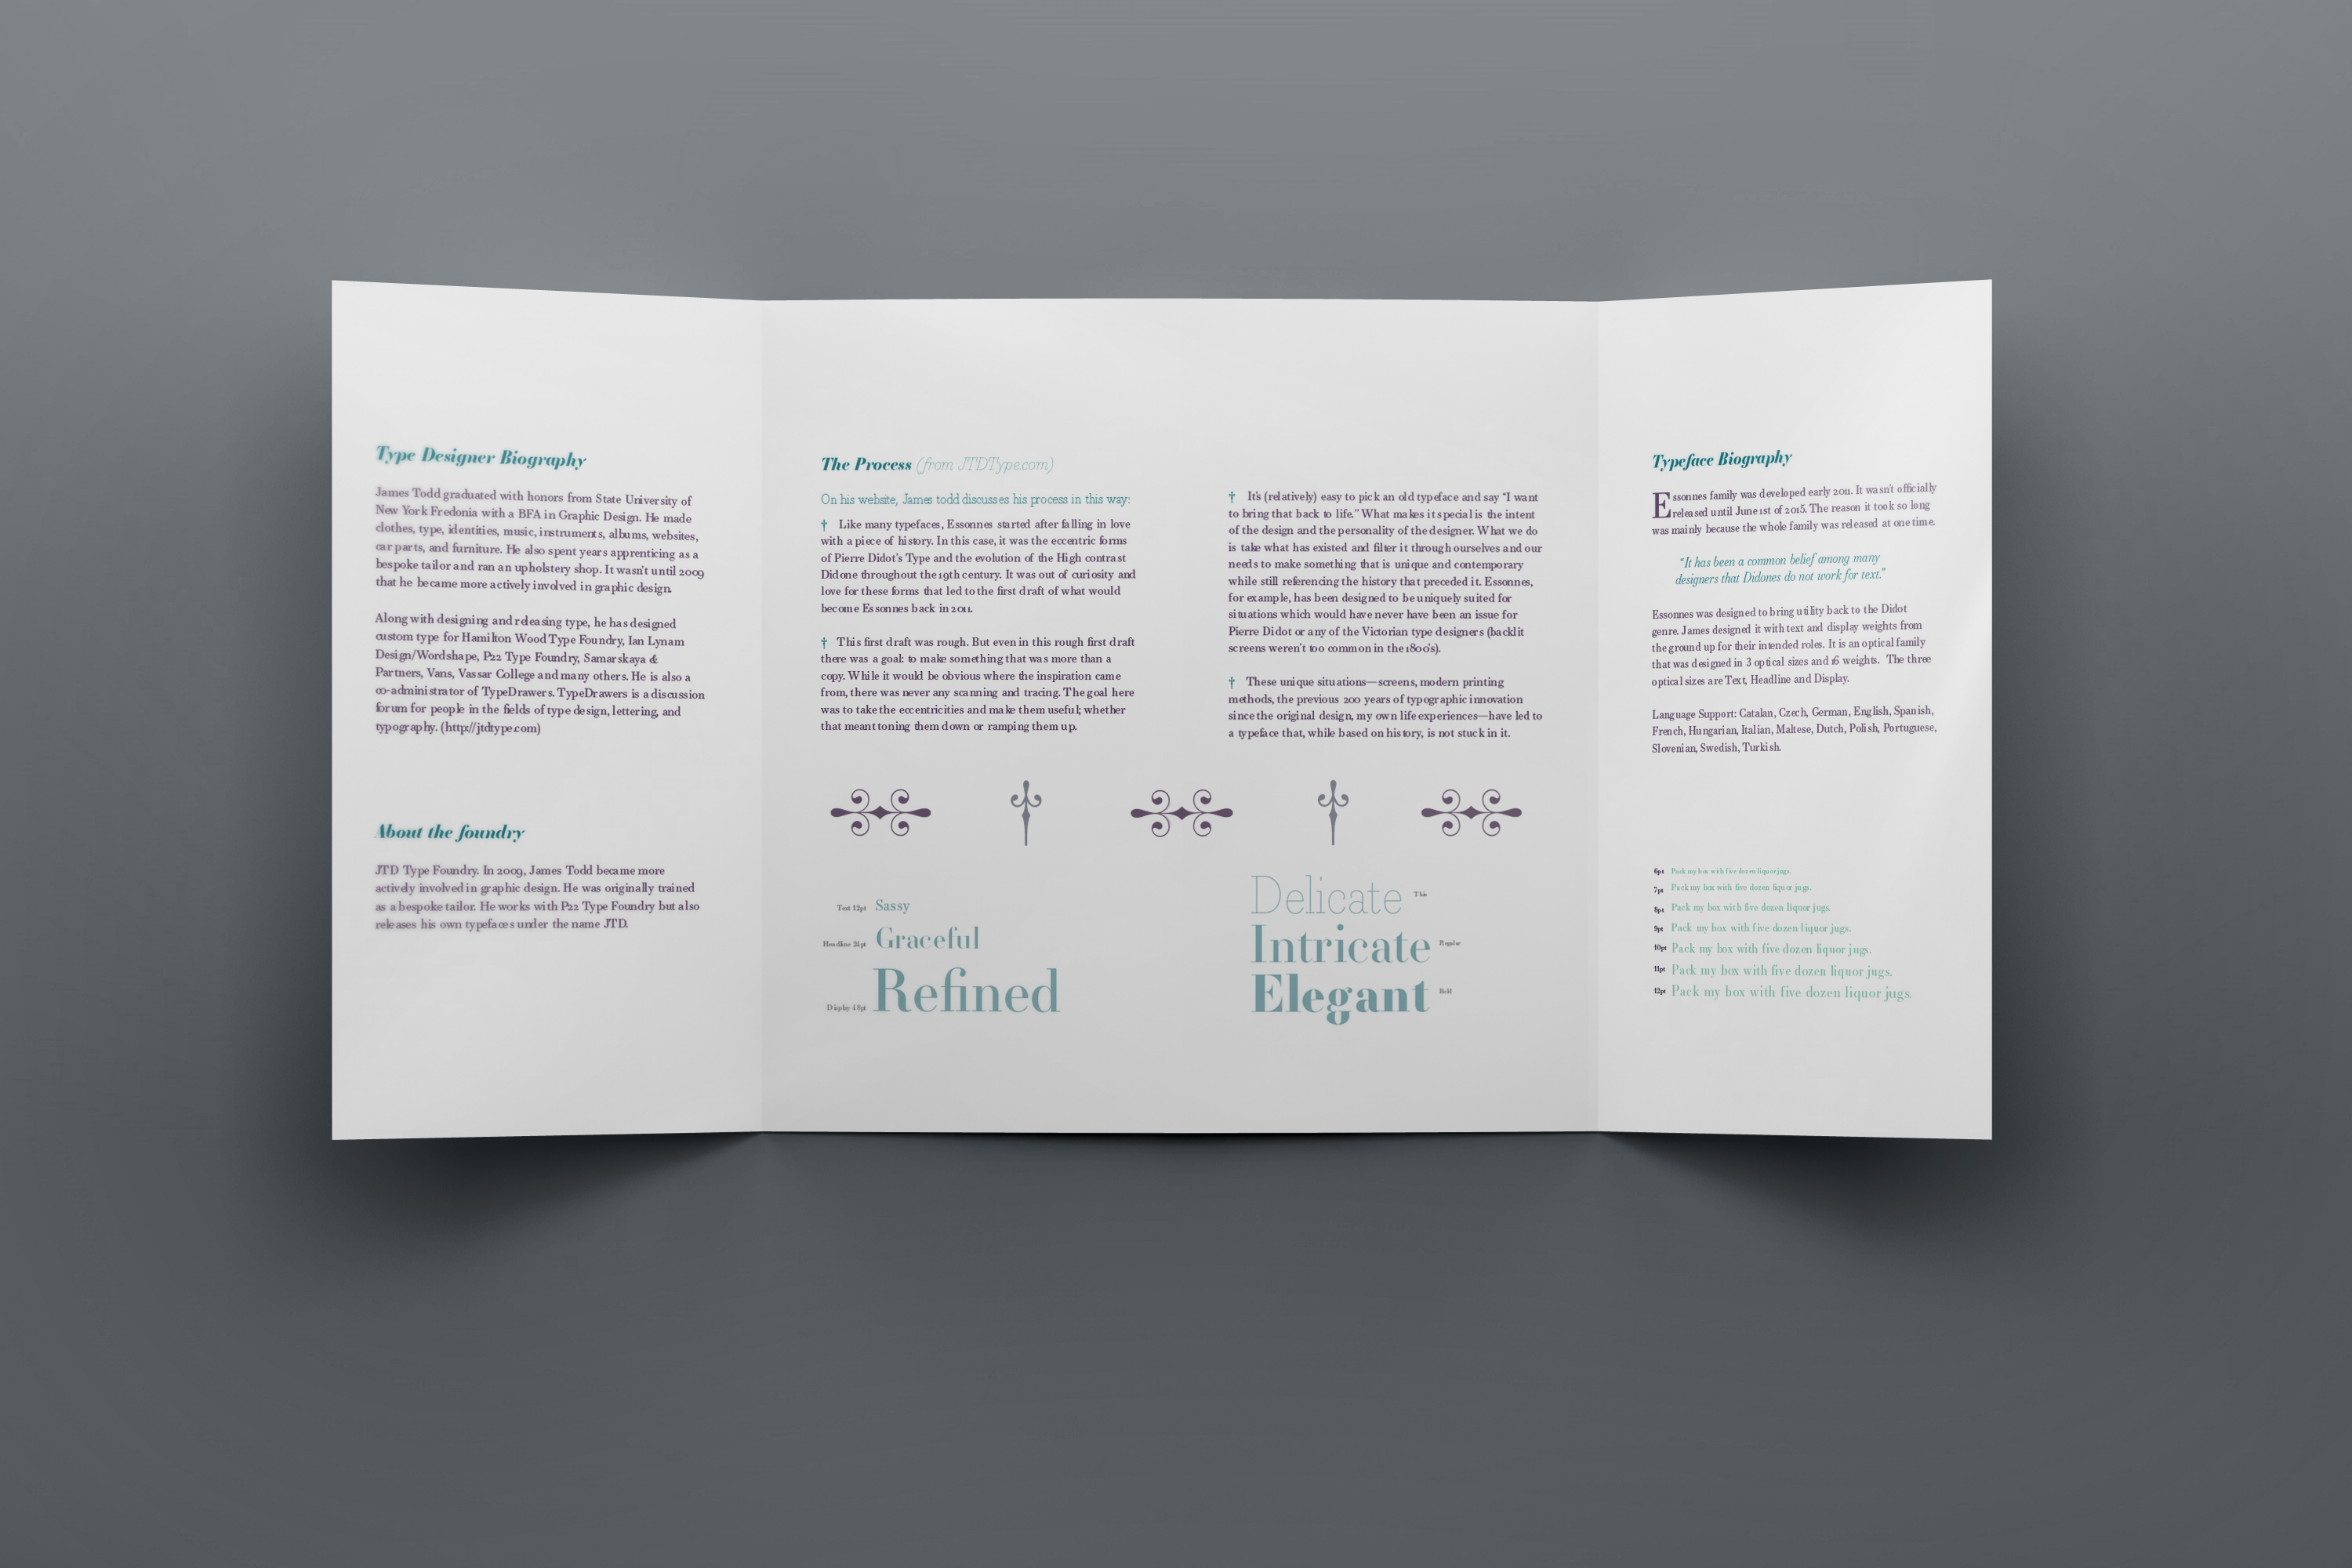 Type Designer Biography
James Todd graduated with honors from State University of
New York Fredonia with a BFA in Graphic Design. He made
clothes, type, identities, music, instruments, albums, websites,
car parts, and furniture. He also spent years apprenticing as a
bespoke tailor and ran an upholstery shop. It wasn't until 2009
that he became more actively involved in graphic design.
Along with designing and releasing type, he has designed
custom type for Hamilton Wood Type Foundry, Ian Lynam
Design/Wordshape, P22 Type Foundry, Samarskaya &
Partners, Vans, Vassar College and many others. He is also a
co-administrator of TypeDrawers. TypeDrawers is a discussion
forum for people in the fields of type design, lettering, and
typography. (http://jtdtype.com)
About the foundry
JTD Type Foundry. In 2009, James Todd became more
actively involved in graphic design. He was originally trained
as a bespoke tailor. He works with P22 Type Foundry but also
releases his own typefaces under the name JTD.
The Process (from JTDType.com)
On his website, James todd discusses his process in this way:
† Like many typefaces, Essonnes started after falling in love
with a piece of history. In this case, it was the eccentric forms
of Pierre Didot's Type and the evolution of the High contrast
Didone throughout the 19th century. It was out of curiosity and
love for these forms that led to the first draft of what would
become Essonnes back in 2011.
† This first draft was rough. But even in this rough first draft
there was a goal: to make something that was more than a
copy. While it would be obvious where the inspiration came
from, there was never any scanning and tracing. The goal here
was to take the eccentricities and make them useful; whether
that meant toning them down or ramping them up.
† It's (relatively) easy to pick an old typeface and say "I want
to bring that back to life." What makes it special is the intent
of the design and the personality of the designer. What we do
is take what has existed and filter it through ourselves and our
needs to make something that is unique and contemporary
while still referencing the history that preceded it. Essonnes,
for example, has been designed to be uniquely suited for
situations which would have never have been an issue for
Pierre Didot or any of the Victorian type designers (backlit
screens weren't too common in the 1800's).
† These unique situations—screens, modern printing
methods, the previous 200 years of typographic innovation
since the original design, my own life experiences—have led to
a typeface that, while based on history, is not stuck in it.
Text 12pt Sassy
Headline 26pt Graceful
Display 48pt Refined
Delicate Thin
Intricate Regular
Elegant Bold
Typeface Biography
Essonnes family was developed early 2011. It wasn't officially
released until June 1st of 2015. The reason it took so long
was mainly because the whole family was released at one time.
"It has been a common belief among many
designers that Didones do not work for text."
Essonnes was designed to bring utility back to the Didot
genre. James designed it with text and display weights from
the ground up for their intended roles. It is an optical family
that was designed in 3 optical sizes and 16 weights. The three
optical sizes are Text, Headline and Display.
Language Support: Catalan, Czech, German, English, Spanish,
French, Hungarian, Italian, Maltese, Dutch, Polish, Portuguese,
Slovenian, Swedish, Turkish.
6pt Pack my box with five dozen liquor jugs.
7pt Pack my box with five dozen liquor jugs.
8pt Pack my box with five dozen liquor jugs.
9pt Pack my box with five dozen liquor jugs.
10pt Pack my box with five dozen liquor jugs.
11pt Pack my box with five dozen liquor jugs.
12pt Pack my box with five dozen liquor jugs.